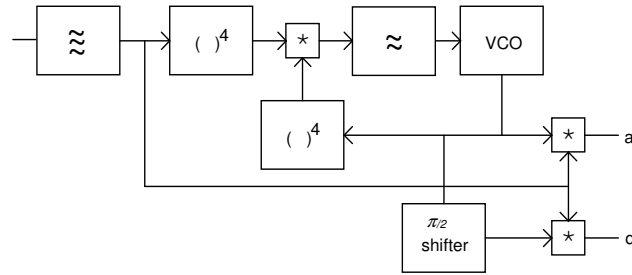 ≋
( )⁴
*
≈
VCO
( )⁴
*
a
π/2
shifter
*
q